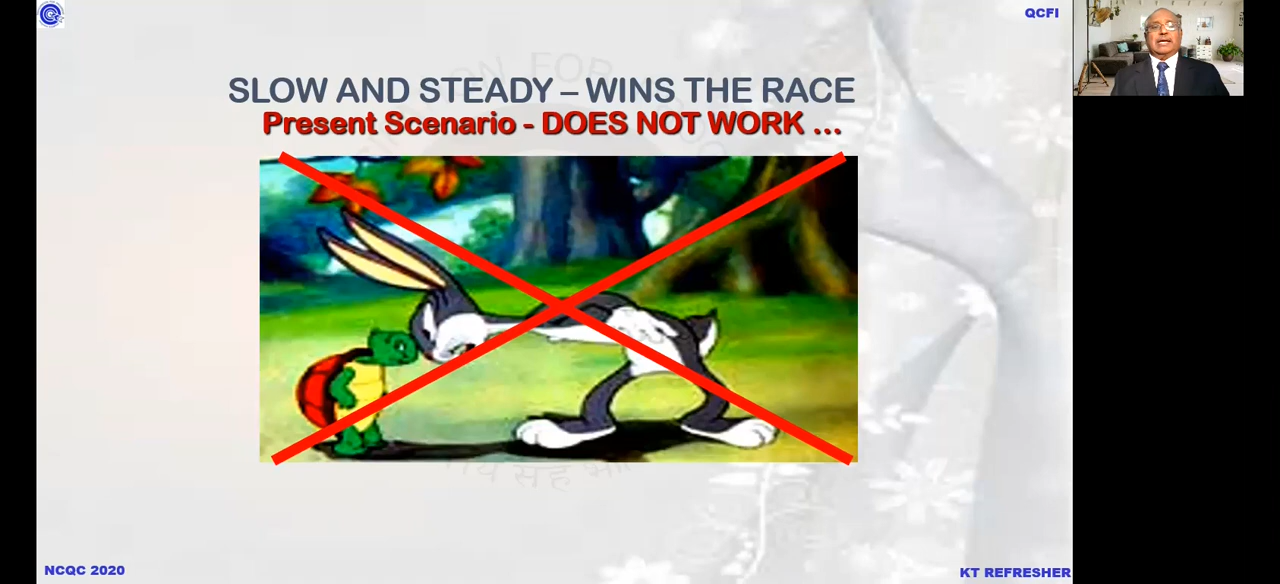 QCFI
SLOW AND STEADY – WINS THE RACE
Present Scenario - DOES NOT WORK ...
NCQC 2020
KT REFRESHER